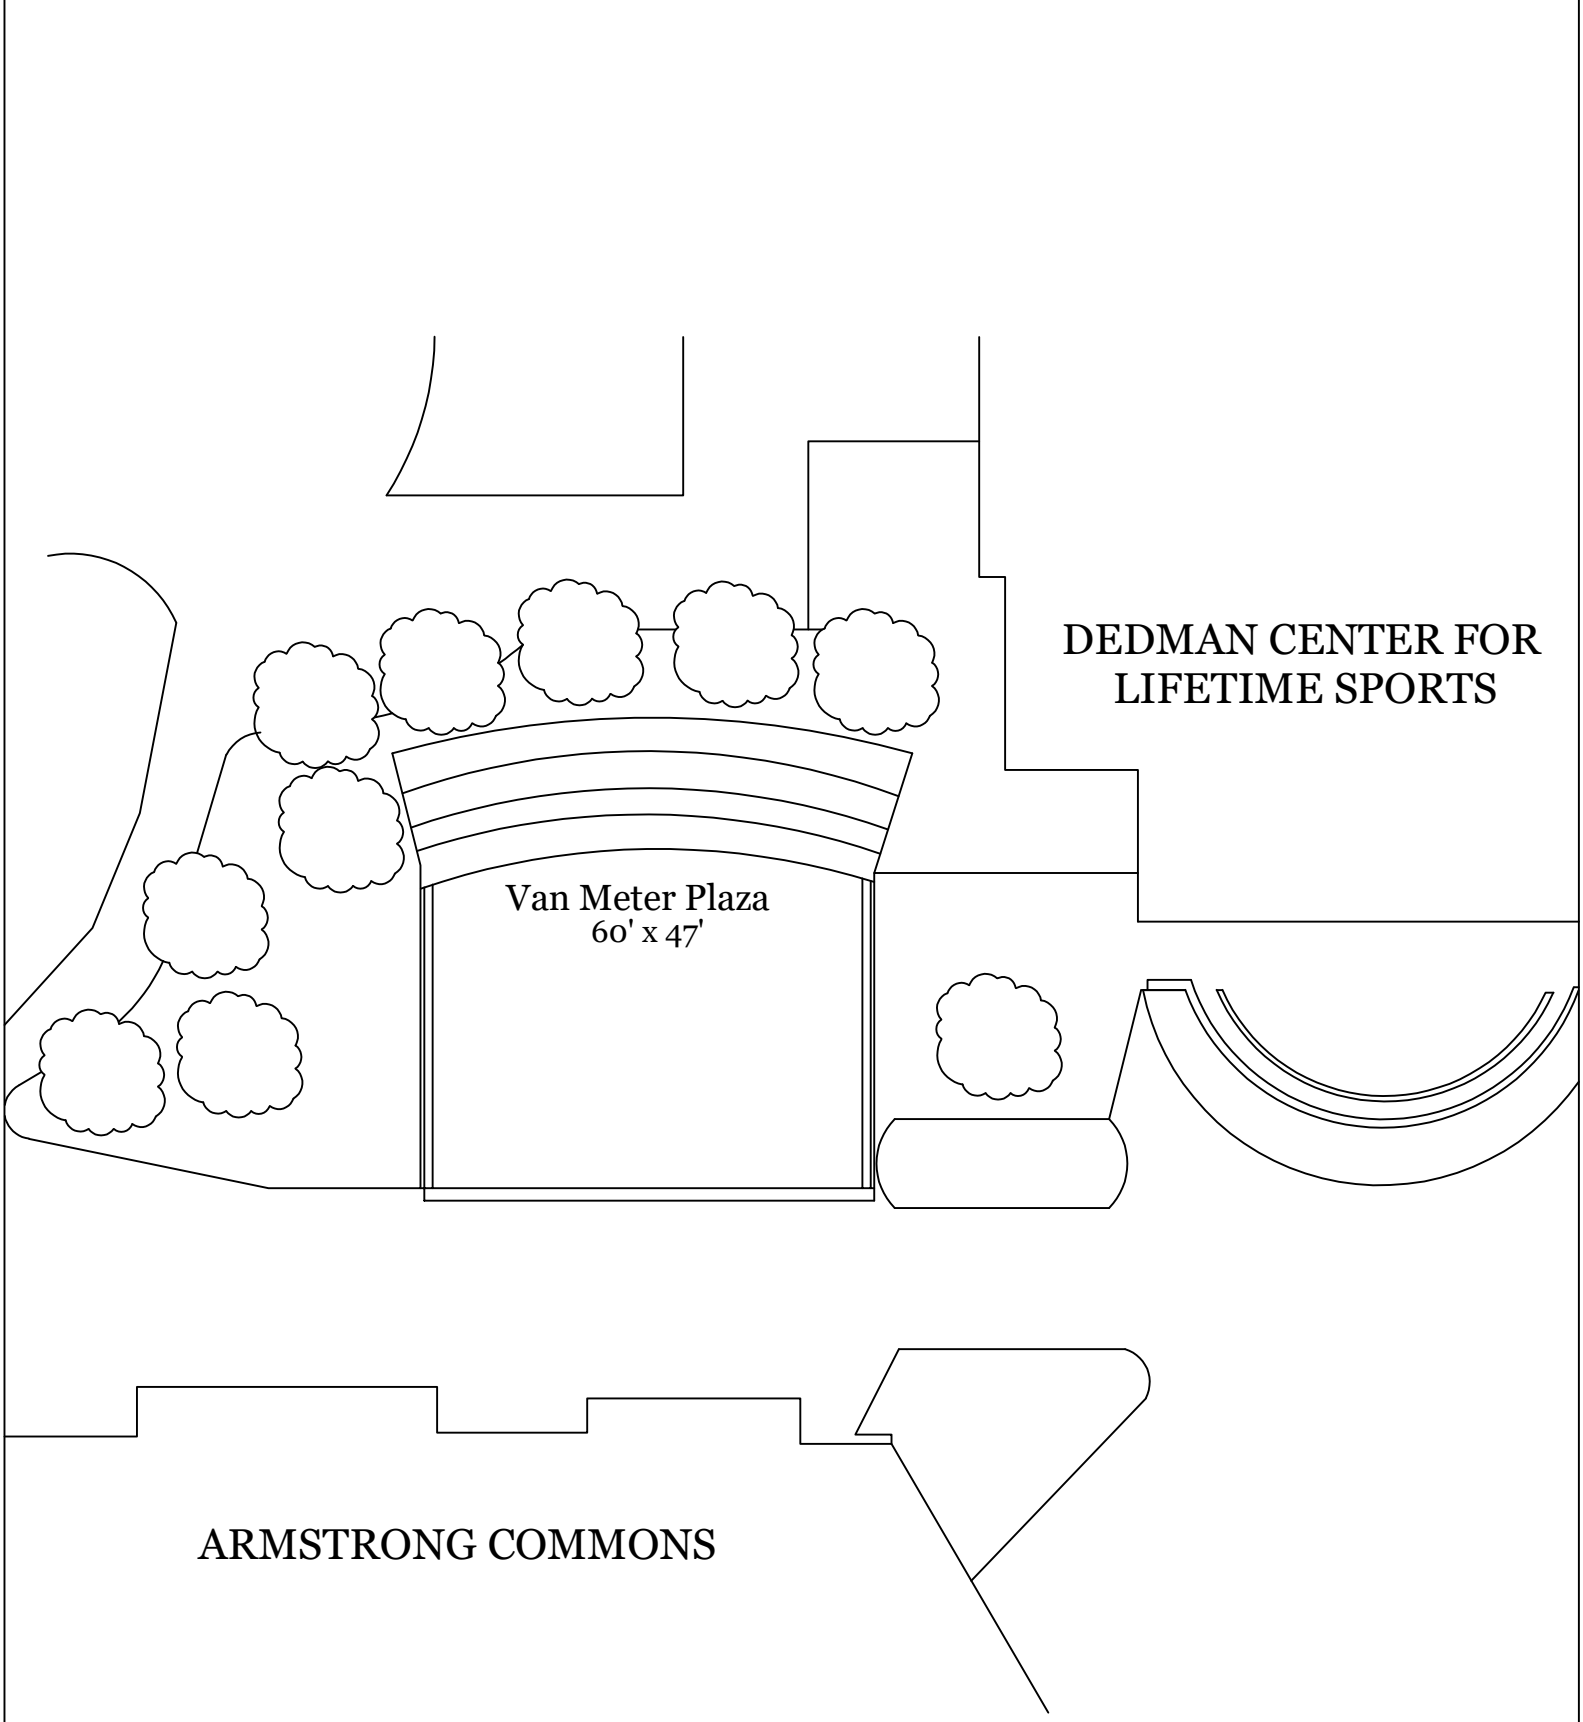 DEDMAN CENTER FOR
LIFETIME SPORTS
Van Meter Plaza
60' x 47'
ARMSTRONG COMMONS